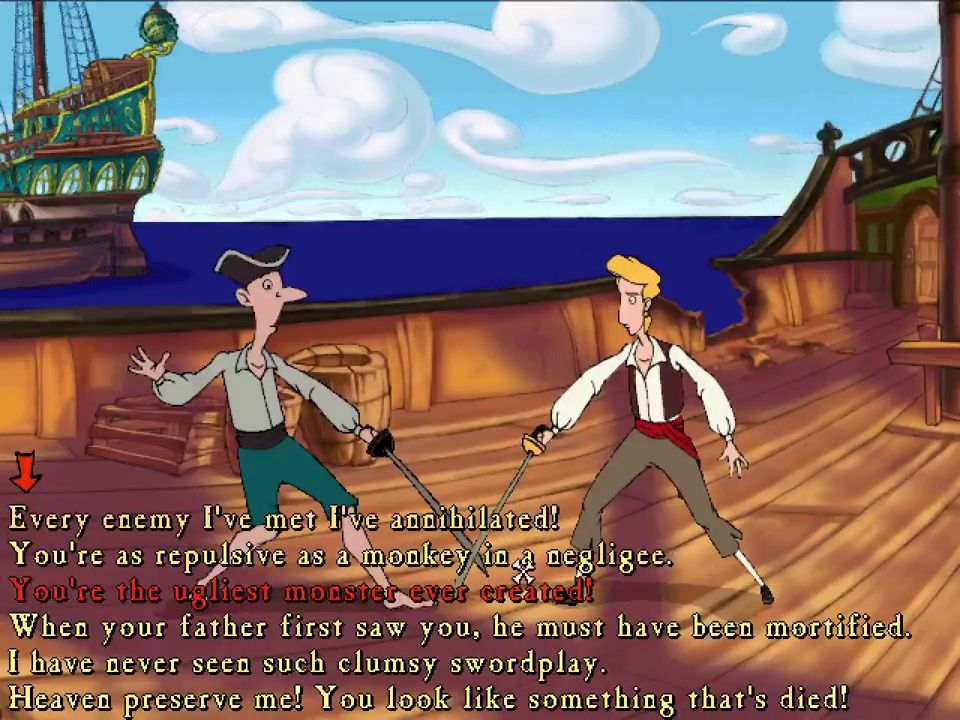 Every enemy I've met I've annihilated!
You're as repulsive as a monkey in a negligee.
You're the ugliest monster ever created!
When your father first saw you, he must have been mortified.
I have never seen such clumsy swordplay.
Heaven preserve me! You look like something that's died!